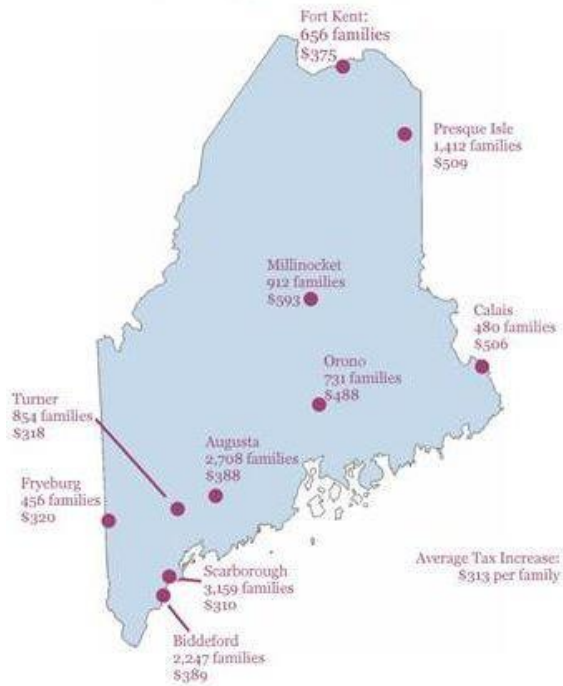 Fort Kent:
656 families
$375
Presque Isle
1,412 families
$509
Millinocket
912 families
$593
Calais
480 families
$506
Orono
731 families
$488
Turner
854 families
$318
Augusta
2,708 families
$388
Fryeburg
456 families
$320
Scarborough
3,159 families
$310
Average Tax Increase:
$313 per family
Biddeford
2,247 families
$389